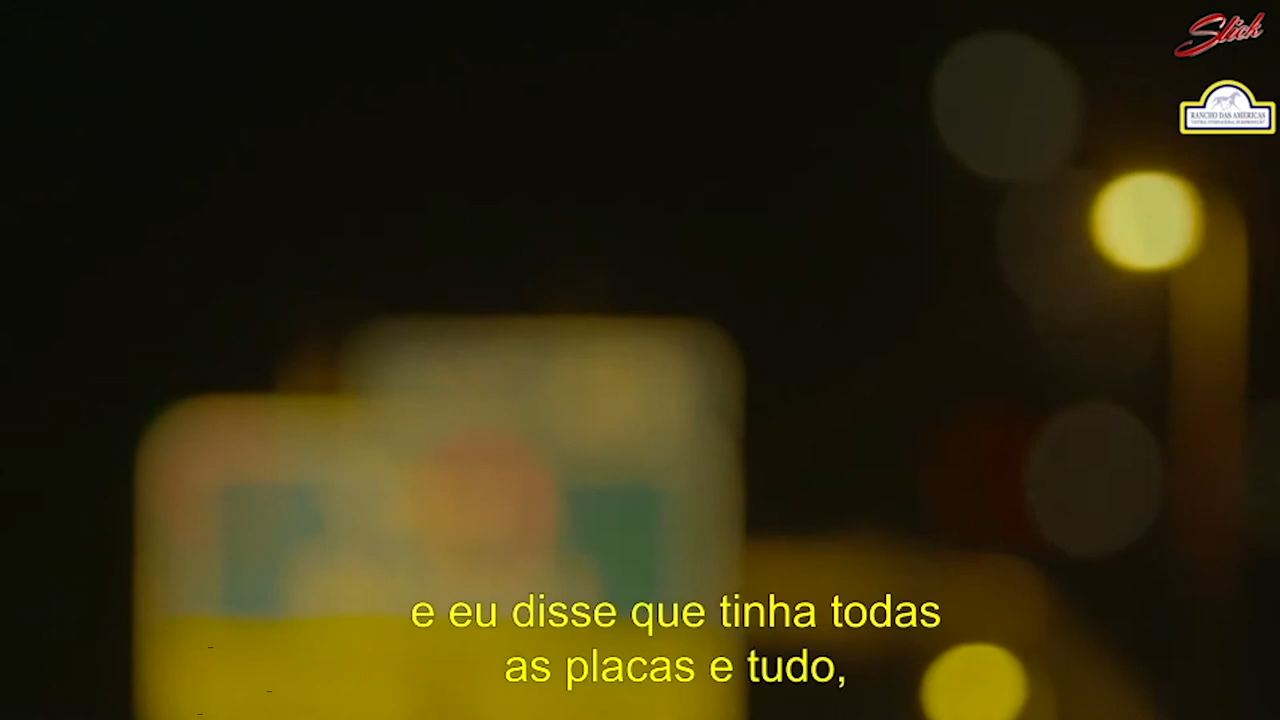 Slick
RANCHO DAS AMERICAS
e eu disse que tinha todas
as placas e tudo,